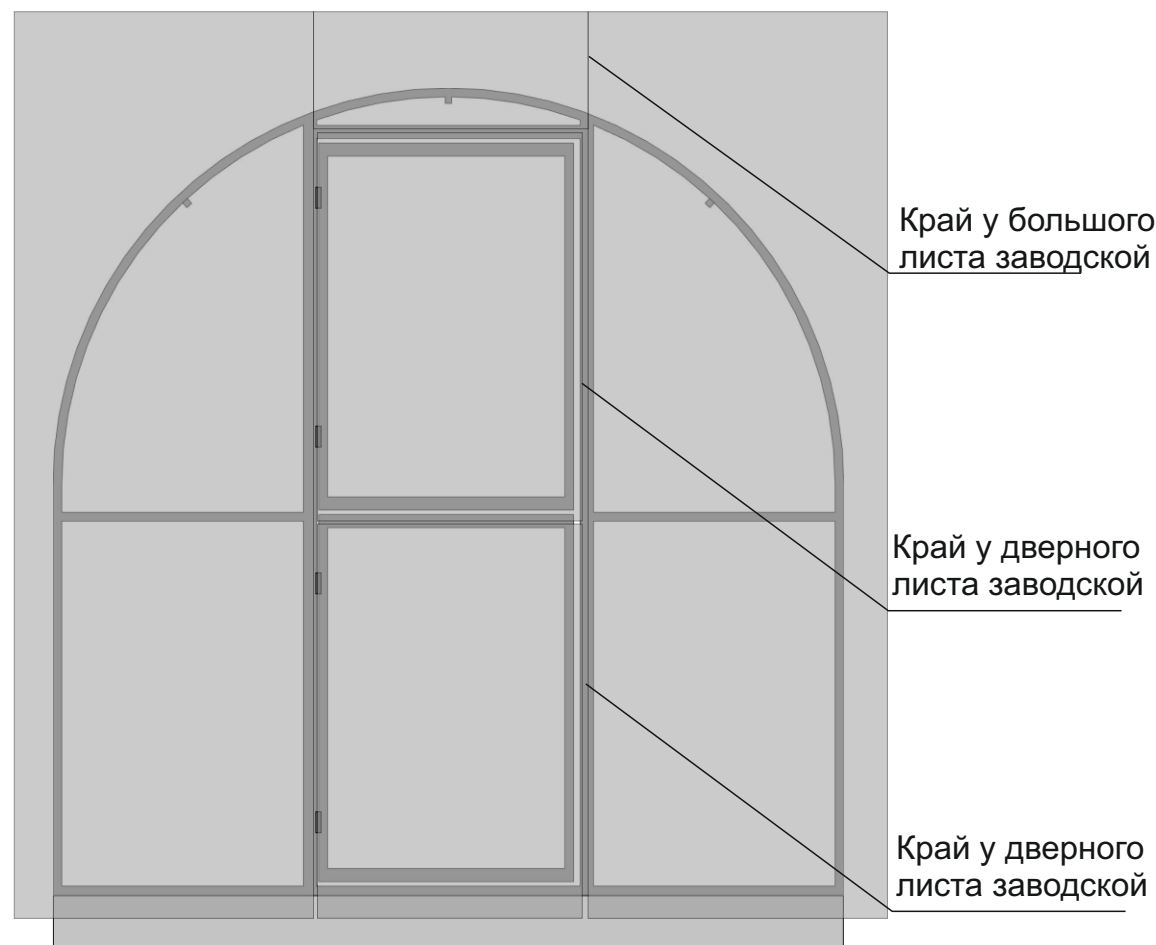 Край у большого
листа заводской
Край у дверного
листа заводской
Край у дверного
листа заводской